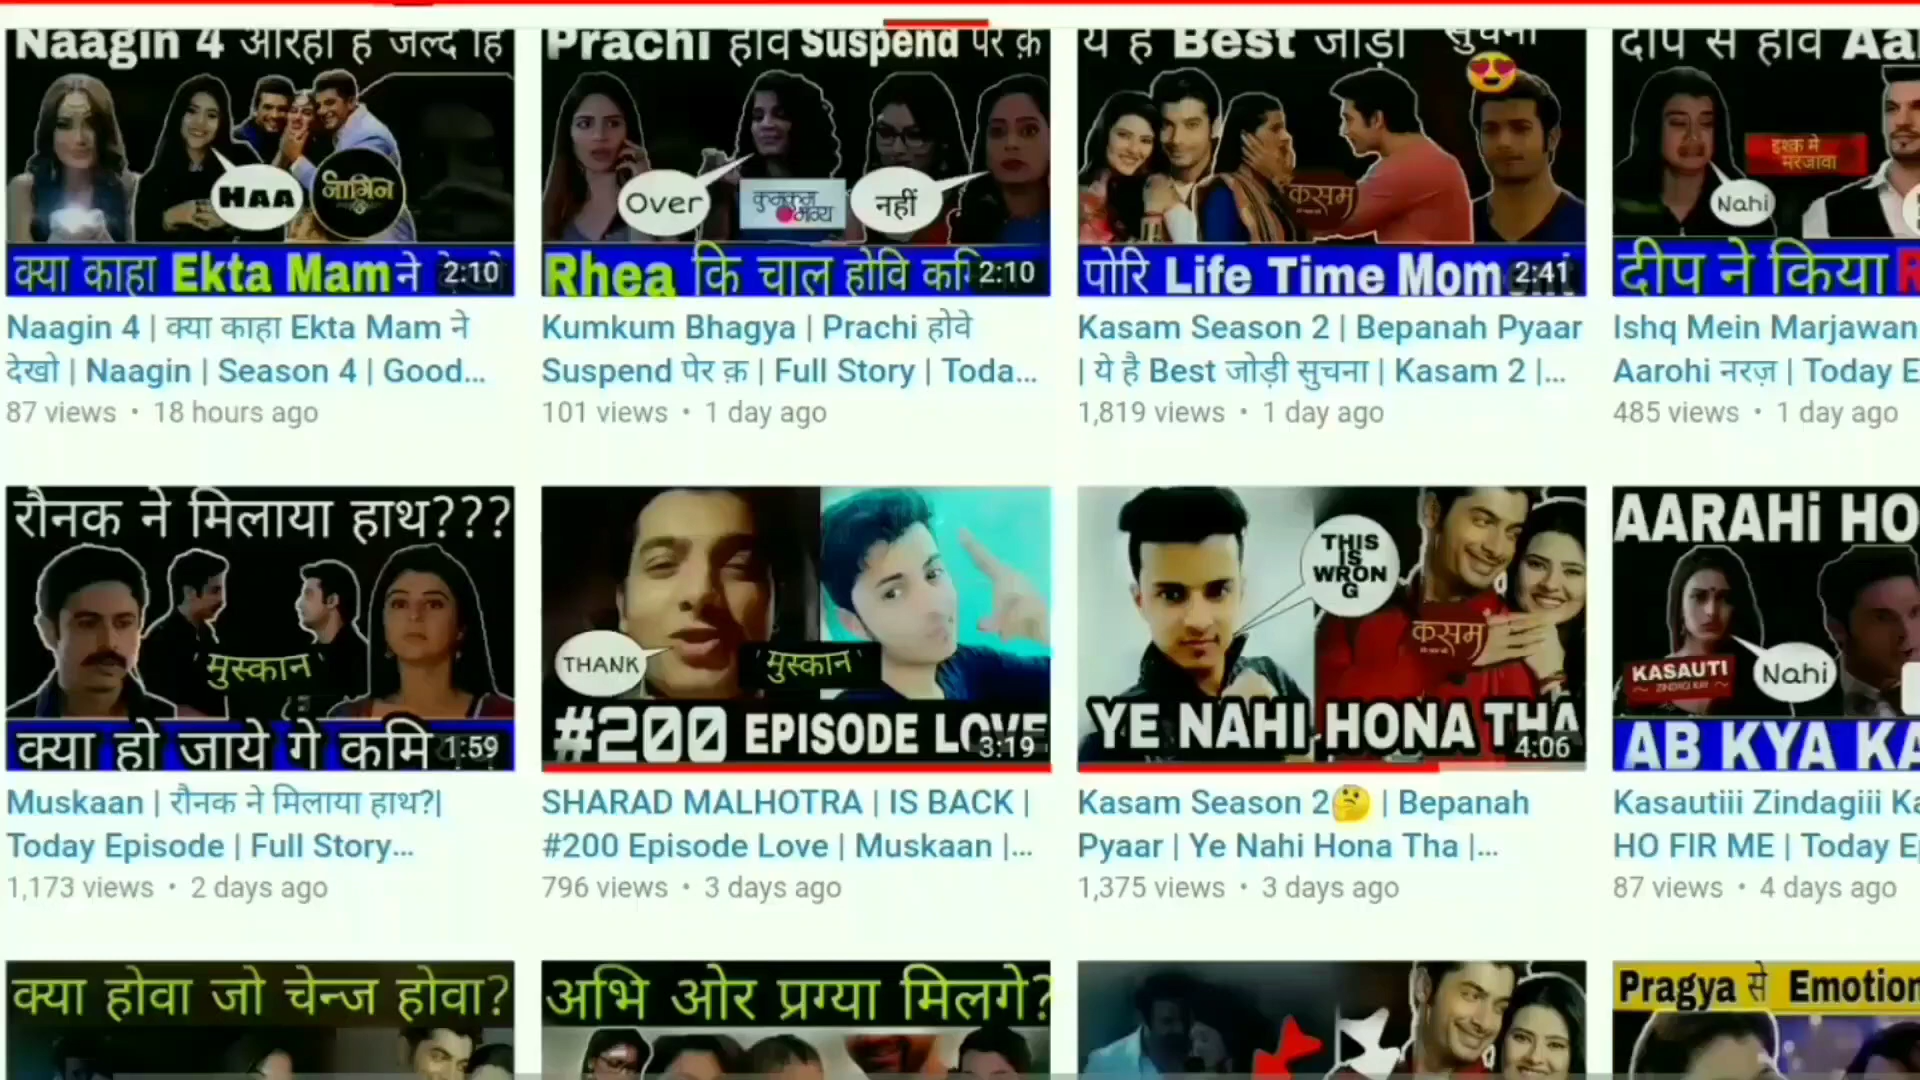 Naagin 4 आरहा है जल्द हि
HAA
नागिन
क्या काहा Ekta Mam ने
2:10
Naagin 4 | क्या काहा Ekta Mam ने
देखो | Naagin | Season 4 | Good...
87 views • 18 hours ago
Prachi होवे Suspend पेर क़
Over
कुमकुम
भाग्य
नहीं
Rhea कि चाल होवि
2:10
Kumkum Bhagya | Prachi होवे
Suspend पेर क़ | Full Story | Toda...
101 views • 1 day ago
ये है Best जोड़ी सुचना
कसम
पोरि Life Time Mom
2:41
Kasam Season 2 | Bepanah Pyaar
| ये है Best जोड़ी सुचना | Kasam 2 |...
1,819 views • 1 day ago
दीप से होवे Aa
इश्क़ में
मरजावां
Nahi
दीप ने किया R
Ishq Mein Marjawan
Aarohi नरज़ | Today E
485 views • 1 day ago
रौनक ने मिलाया हाथ???
मुस्कान
क्या हो जाये गे कमि
1:59
Muskaan | रौनक ने मिलाया हाथ?|
Today Episode | Full Story...
1,173 views • 2 days ago
THANK
मुस्कान
#200 EPISODE LOVE
3:19
SHARAD MALHOTRA | IS BACK |
#200 Episode Love | Muskaan |...
796 views • 3 days ago
THIS
IS
WRON
G
कसम
YE NAHI HONA THA
4:06
Kasam Season 2🤔 | Bepanah
Pyaar | Ye Nahi Hona Tha |...
1,375 views • 3 days ago
AARAHi HO
KASAUTI
ZINDAGII KAY
Nahi
AB KYA KA
Kasautiii Zindagiii Ka
HO FIR ME | Today E
87 views • 4 days ago
क्या होवा जो चेन्ज होवा?
अभि ओर प्रग्या मिलगे?
Pragya से Emotion